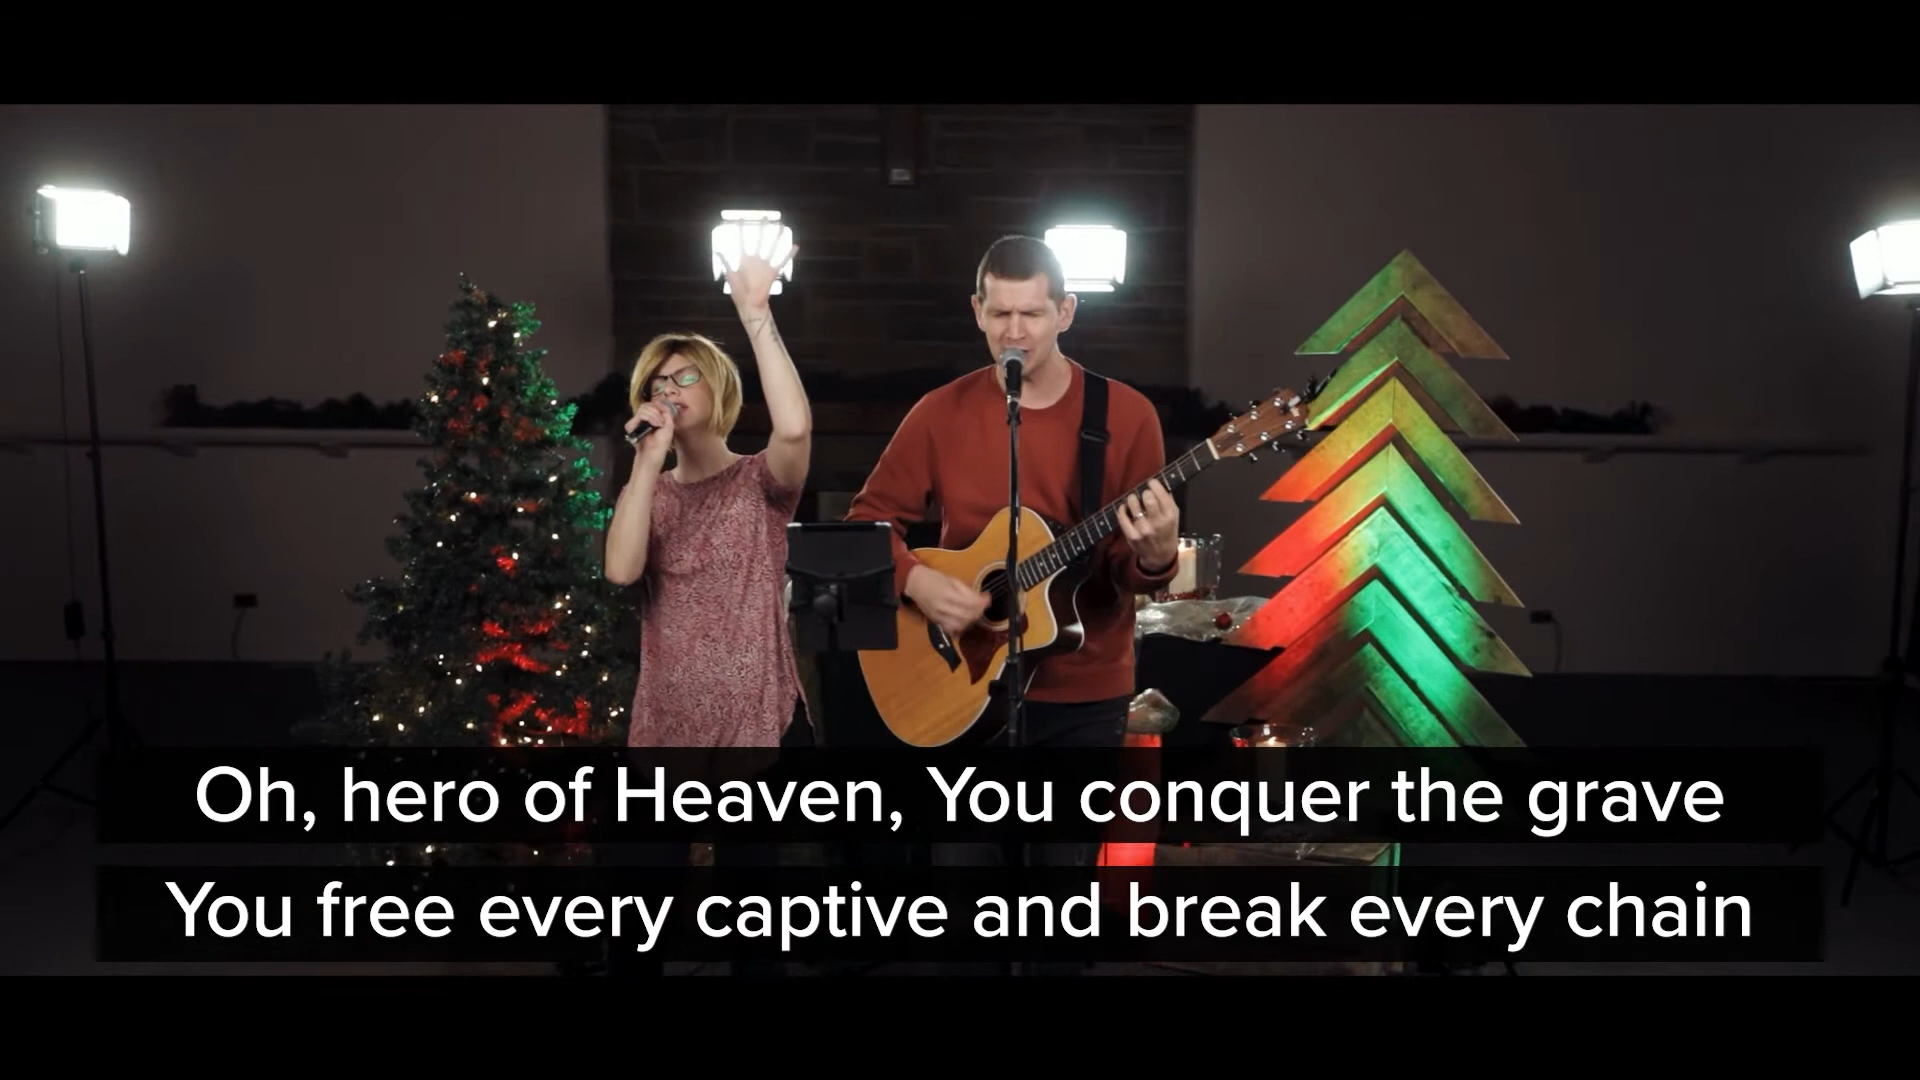 Oh, hero of Heaven, You conquer the grave
You free every captive and break every chain